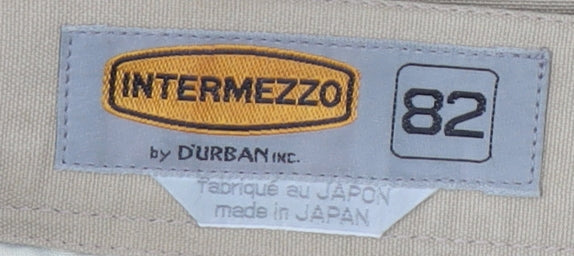 INTERMEZZO
82
by D'URBAN INC.
fabriqué au JAPON
made in JAPAN